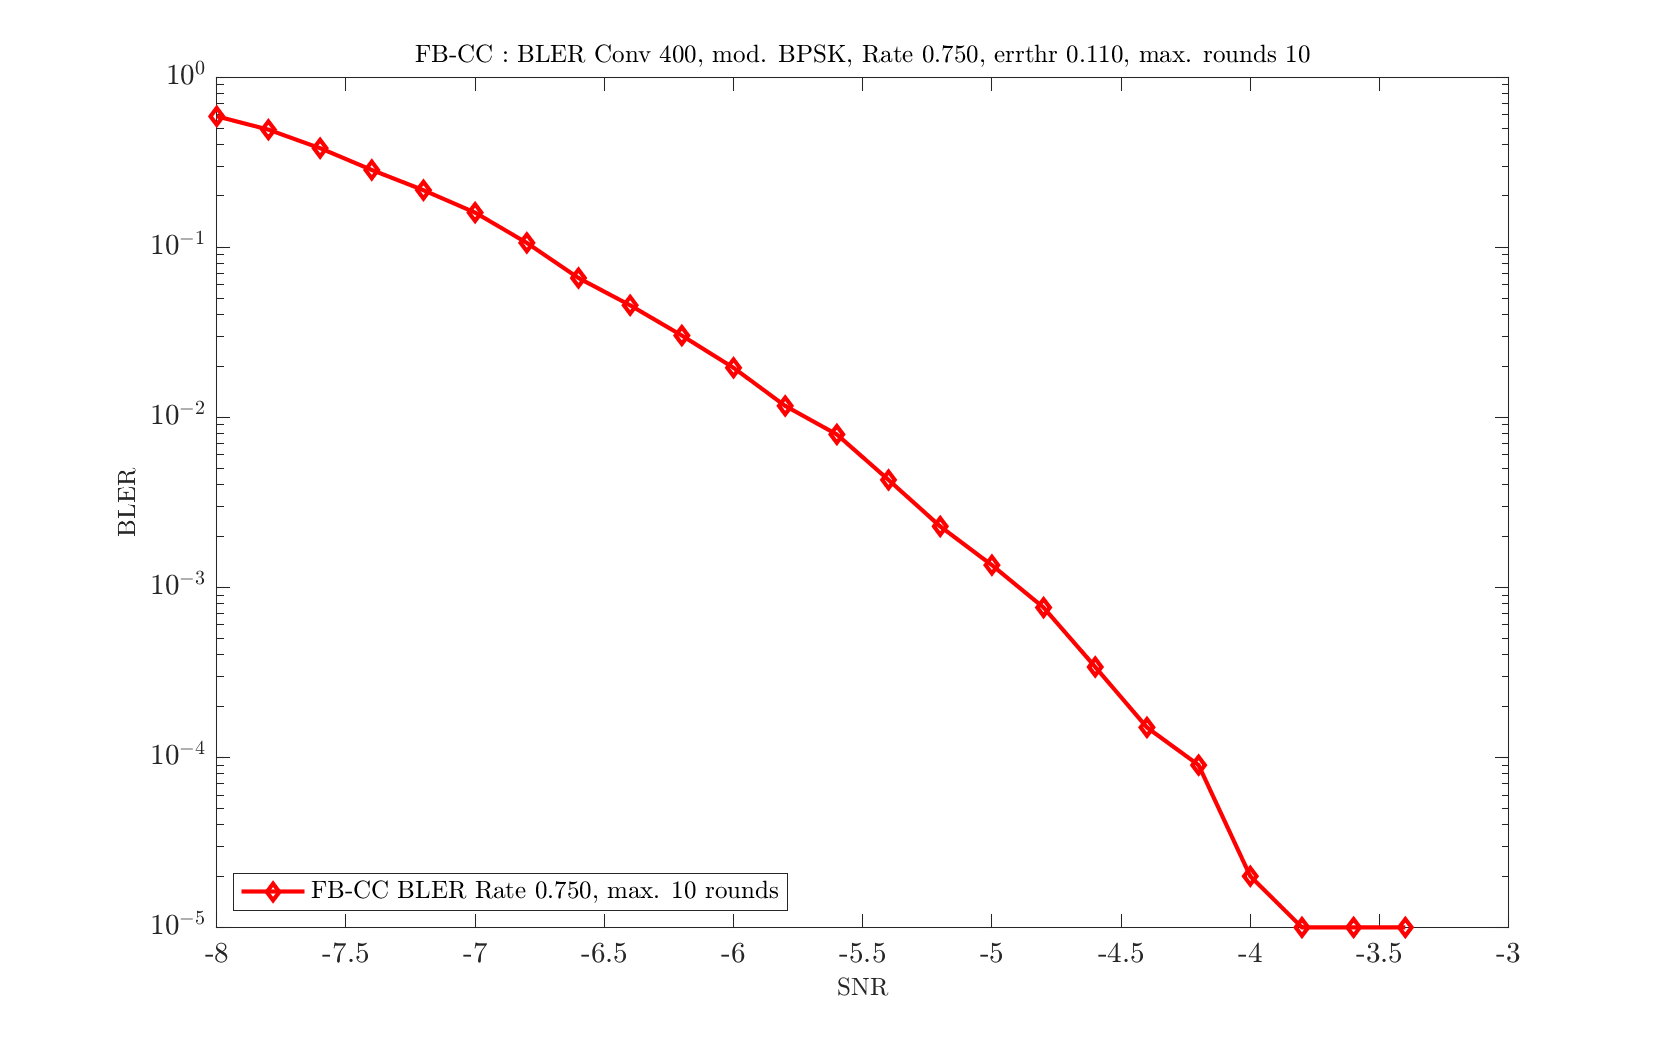 FB-CC : BLER Conv 400, mod. BPSK, Rate 0.750, errthr 0.110, max. rounds 10
10⁰
10⁻¹
10⁻²
10⁻³
10⁻⁴
10⁻⁵
BLER
FB-CC BLER Rate 0.750, max. 10 rounds
-8 -7.5 -7 -6.5 -6 -5.5 -5 -4.5 -4 -3.5 -3
SNR